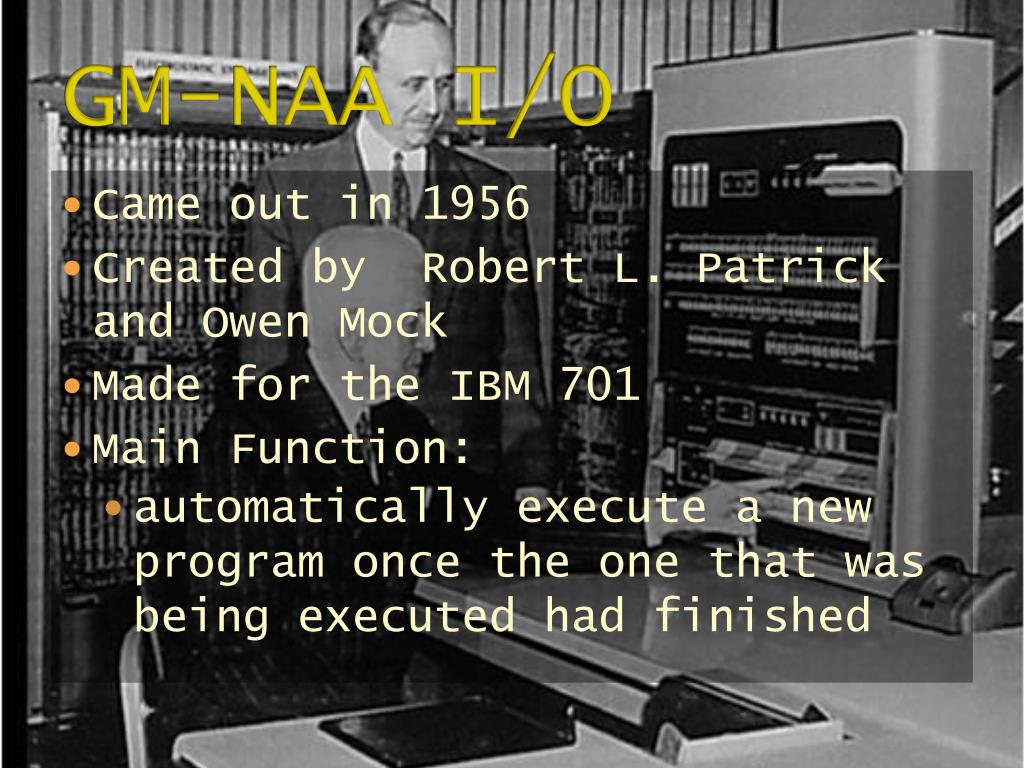 GM-NAA I/O
• Came out in 1956
• Created by Robert L. Patrick
and Owen Mock
• Made for the IBM 701
• Main Function:
• automatically execute a new
program once the one that was
being executed had finished